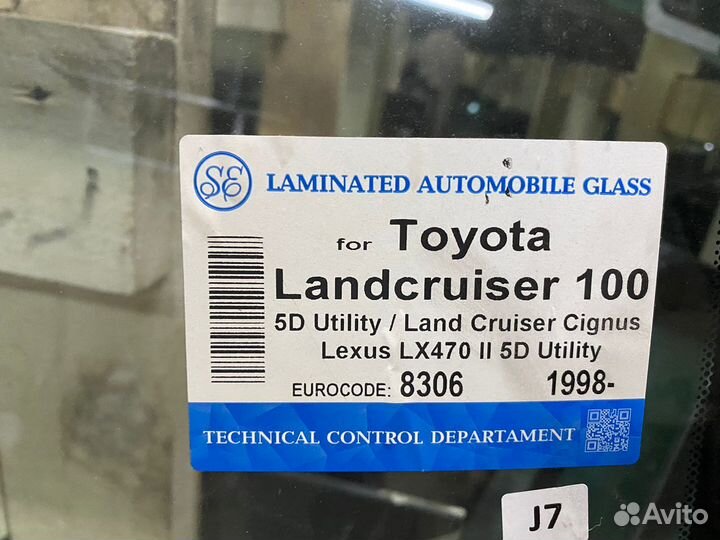 SE LAMINATED AUTOMOBILE GLASS
for Toyota
Landcruiser 100
5D Utility / Land Cruiser Cignus
Lexus LX470 II 5D Utility
EUROCODE: 8306 1998-
TECHNICAL CONTROL DEPARTAMENT
J7
Avito